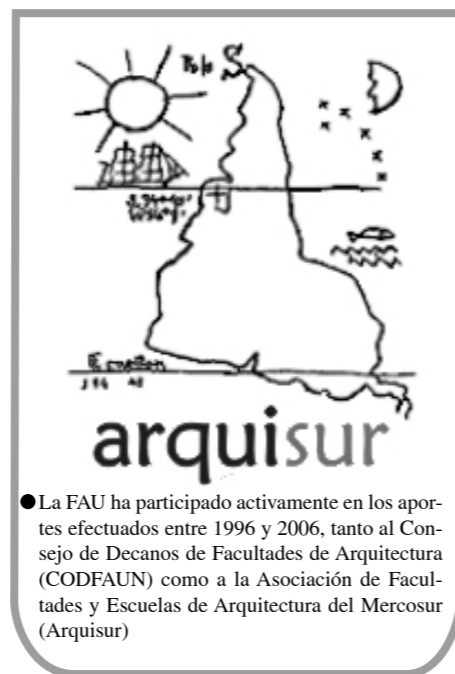 Polo S
arquisur
● La FAU ha participado activamente en los apor-
tes efectuados entre 1996 y 2006, tanto al Con-
sejo de Decanos de Facultades de Arquitectura
(CODFAUN) como a la Asociación de Facul-
tades y Escuelas de Arquitectura del Mercosur
(Arquisur)